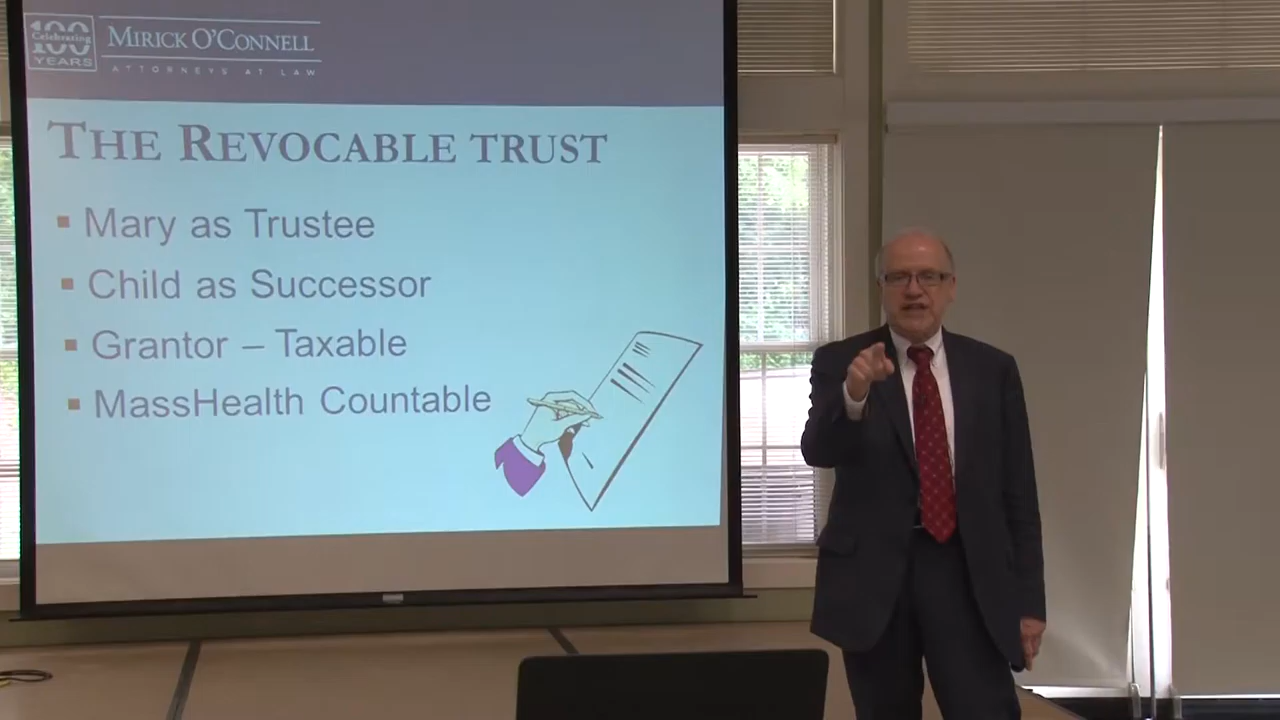 Celebrating
100
YEARS
MIRICK O'CONNELL
ATTORNEYS AT LAW
THE REVOCABLE TRUST
Mary as Trustee
Child as Successor
Grantor – Taxable
MassHealth Countable